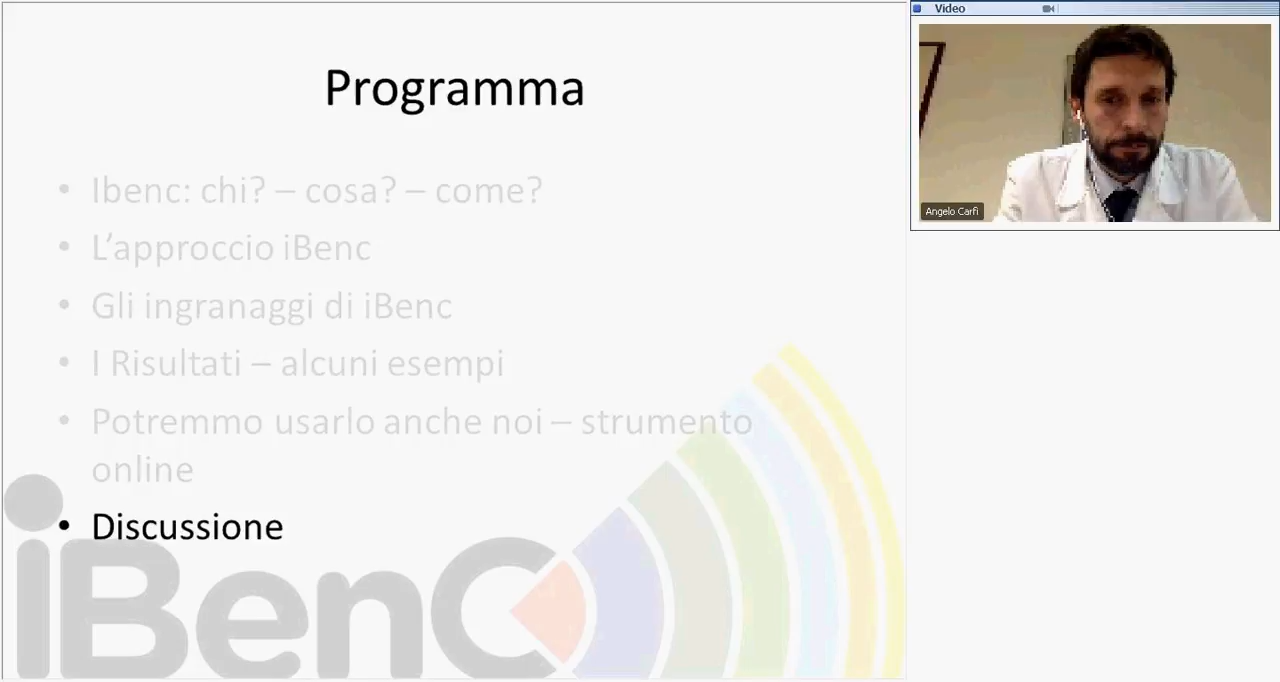 Programma
• Ibenc: chi? – cosa? – come?
• L’approccio iBenc
• Gli ingranaggi di iBenc
• I Risultati – alcuni esempi
• Potremmo usarlo anche noi – strumento
online
• Discussione
iBenC
Video
Angelo Carfi